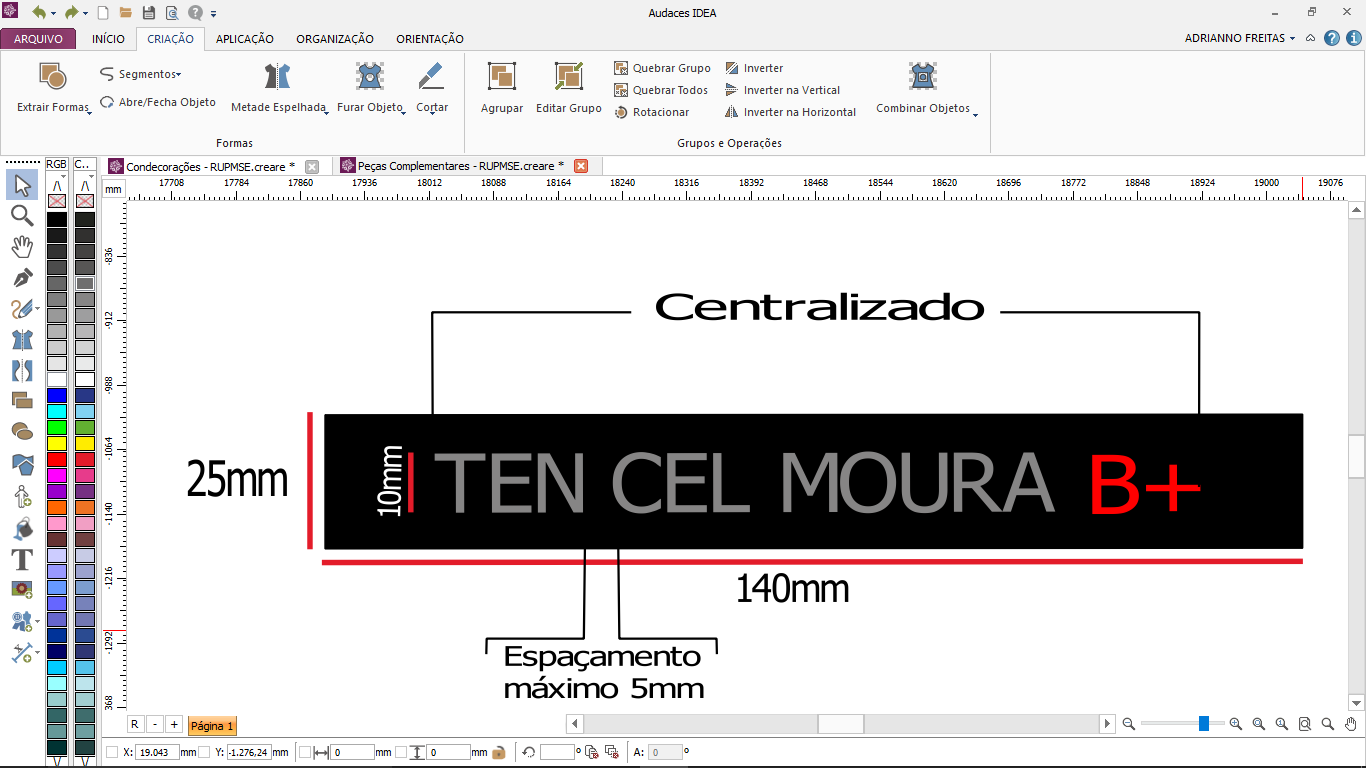 Audaces IDEA
ARQUIVO INÍCIO CRIAÇÃO APLICAÇÃO ORGANIZAÇÃO ORIENTAÇÃO ADRIANNO FREITAS
Extrair Formas Segmentos Abre/Fecha Objeto Metade Espelhada Furar Objeto Cortar
Formas
Agrupar Editar Grupo Quebrar Grupo Quebrar Todos Rotacionar Inverter Inverter na Vertical Inverter na Horizontal Combinar Objetos
Grupos e Operações
RGB C..
Condecorações - RUPMSE.creare * Peças Complementares - RUPMSE.creare *
mm 17708 17784 17860 17936 18012 18088 18164 18240 18316 18392 18468 18544 18620 18696 18772 18848 18924 19000 19076
-836
-912
-988
-1064
-1140
-1216
-1292
368
Centralizado
25mm
10mm
TEN CEL MOURA B+
140mm
Espaçamento
máximo 5mm
R - + Página 1
X: 19.043 mm Y: -1.276,24 mm 0 mm 0 mm º A: 0 º